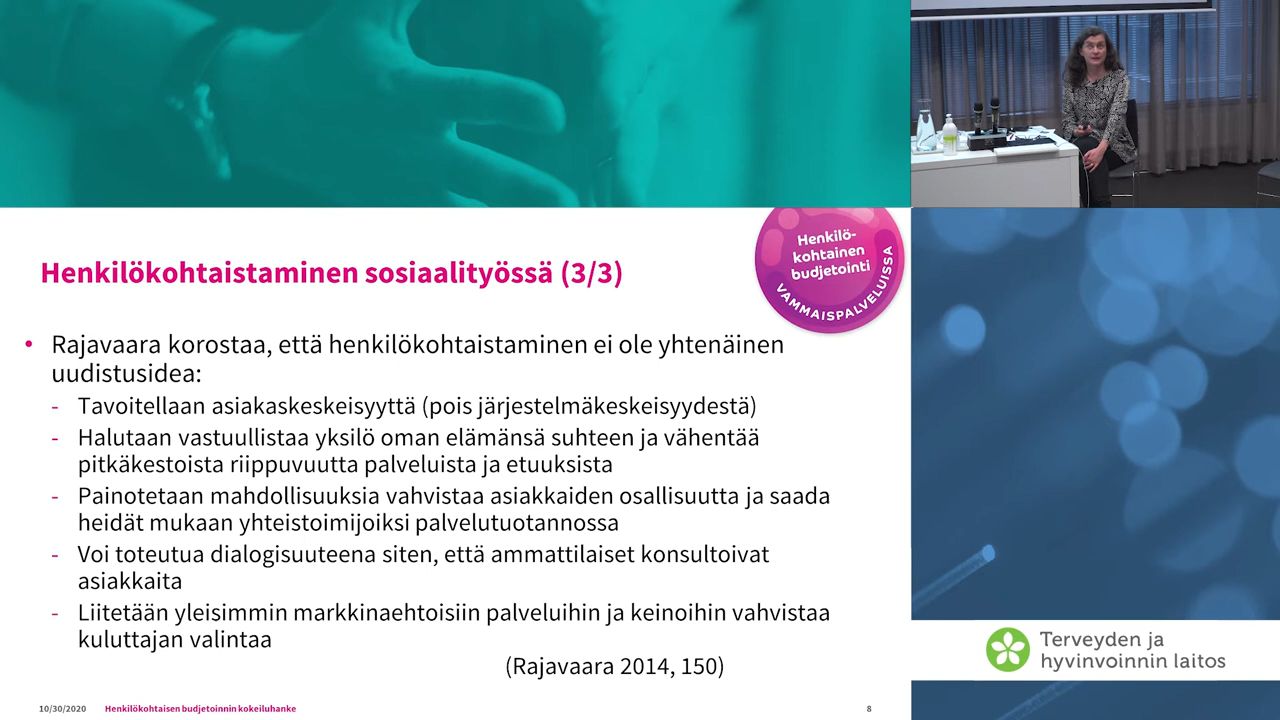 Henkilö-
kohtainen
budjetointi
VAMMAISPALVELUISSA
Henkilökohtaistaminen sosiaalityössä (3/3)
• Rajavaara korostaa, että henkilökohtaistaminen ei ole yhtenäinen
uudistusidea:
- Tavoitellaan asiakaskeskeisyyttä (pois järjestelmäkeskeisyydestä)
- Halutaan vastuullistaa yksilö oman elämänsä suhteen ja vähentää
pitkäkestoista riippuvuutta palveluista ja etuuksista
- Painotetaan mahdollisuuksia vahvistaa asiakkaiden osallisuutta ja saada
heidät mukaan yhteistoimijoiksi palvelutuotannossa
- Voi toteutua dialogisuuteena siten, että ammattilaiset konsultoivat
asiakkaita
- Liitetään yleisimmin markkinaehtoisiin palveluihin ja keinoihin vahvistaa
kuluttajan valintaa
(Rajavaara 2014, 150)
10/30/2020 Henkilökohtaisen budjetoinnin kokeiluhanke 8
Terveyden ja
hyvinvoinnin laitos